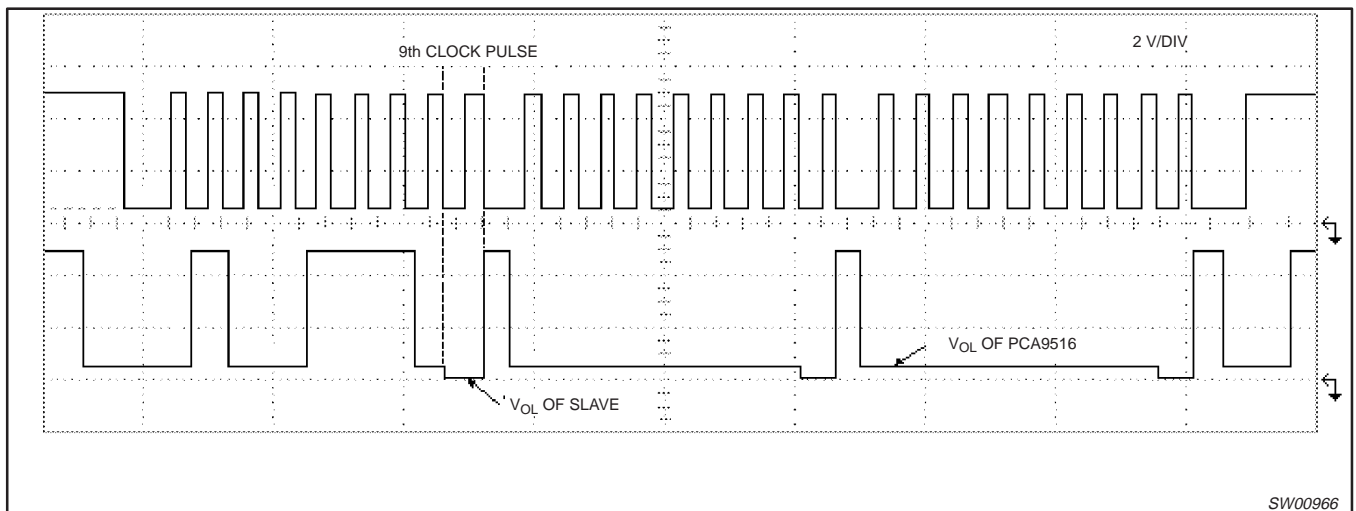 2 V/DIV
9th CLOCK PULSE
VOL OF PCA9516
VOL OF SLAVE
SW00966